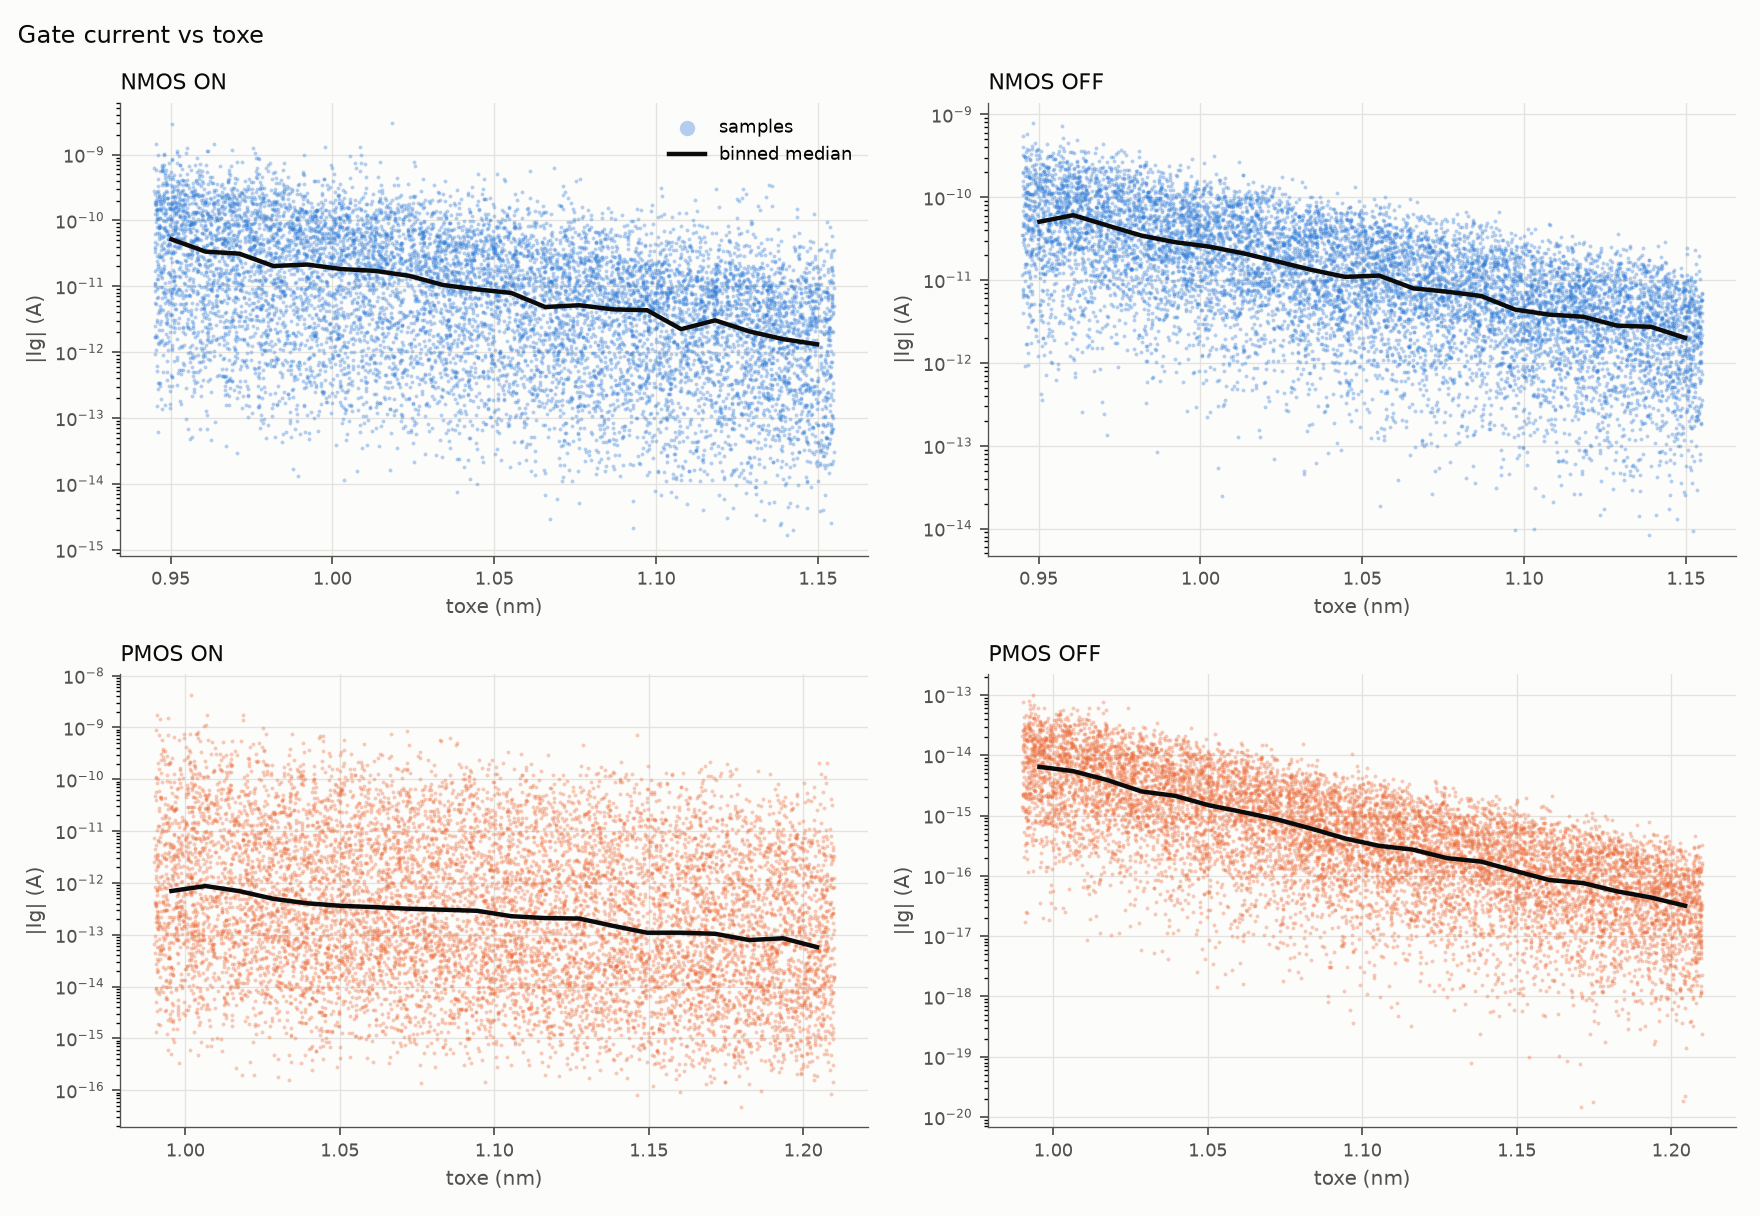 Gate current vs toxe
NMOS ON
samples
binned median
|Ig| (A)
10⁻⁹
10⁻¹⁰
10⁻¹¹
10⁻¹²
10⁻¹³
10⁻¹⁴
10⁻¹⁵
0.95 1.00 1.05 1.10 1.15
toxe (nm)
NMOS OFF
|Ig| (A)
10⁻⁹
10⁻¹⁰
10⁻¹¹
10⁻¹²
10⁻¹³
10⁻¹⁴
0.95 1.00 1.05 1.10 1.15
toxe (nm)
PMOS ON
|Ig| (A)
10⁻⁸
10⁻⁹
10⁻¹⁰
10⁻¹¹
10⁻¹²
10⁻¹³
10⁻¹⁴
10⁻¹⁵
10⁻¹⁶
1.00 1.05 1.10 1.15 1.20
toxe (nm)
PMOS OFF
|Ig| (A)
10⁻¹³
10⁻¹⁴
10⁻¹⁵
10⁻¹⁶
10⁻¹⁷
10⁻¹⁸
10⁻¹⁹
10⁻²⁰
1.00 1.05 1.10 1.15 1.20
toxe (nm)